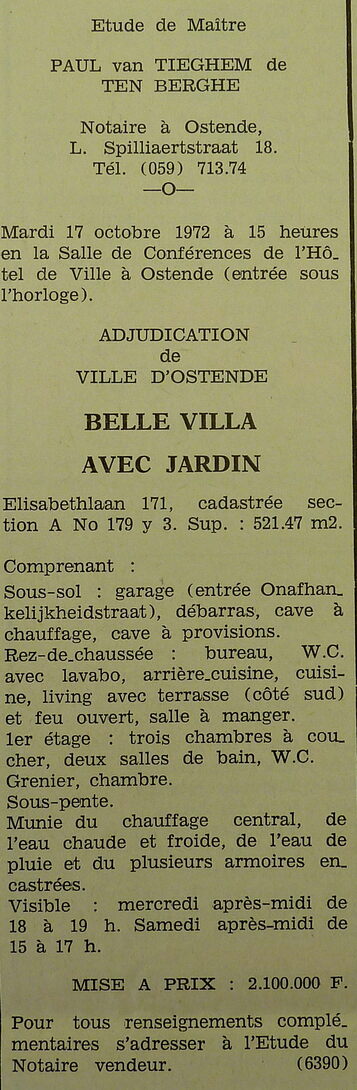 Etude de Maître
PAUL van TIEGHEM de
TEN BERGHE
Notaire à Ostende,
L. Spilliaertstraat 18.
Tél. (059) 713.74
—O—
Mardi 17 octobre 1972 à 15 heures
en la Salle de Conférences de l'Hô_
tel de Ville à Ostende (entrée sous
l'horloge).
ADJUDICATION
de
VILLE D'OSTENDE
BELLE VILLA
AVEC JARDIN
Elisabethlaan 171, cadastrée sec-
tion A No 179 y 3. Sup. : 521.47 m2.
Comprenant :
Sous-sol : garage (entrée Onafhan_
kelijkheidstraat), débarras, cave à
chauffage, cave à provisions.
Rez-de_chaussée : bureau, W.C.
avec lavabo, arrière_cuisine, cuisi-
ne, living avec terrasse (côté sud)
et feu ouvert, salle à manger.
1er étage : trois chambres à cou_
cher, deux salles de bain, W.C.
Grenier, chambre.
Sous-pente.
Munie du chauffage central, de
l'eau chaude et froide, de l'eau de
pluie et du plusieurs armoires en_
castrées.
Visible : mercredi après-midi de
18 à 19 h. Samedi après-midi de
15 à 17 h.
MISE A PRIX : 2.100.000 F.
Pour tous renseignements complé_
mentaires s'adresser à l'Etude du
Notaire vendeur. (6390)